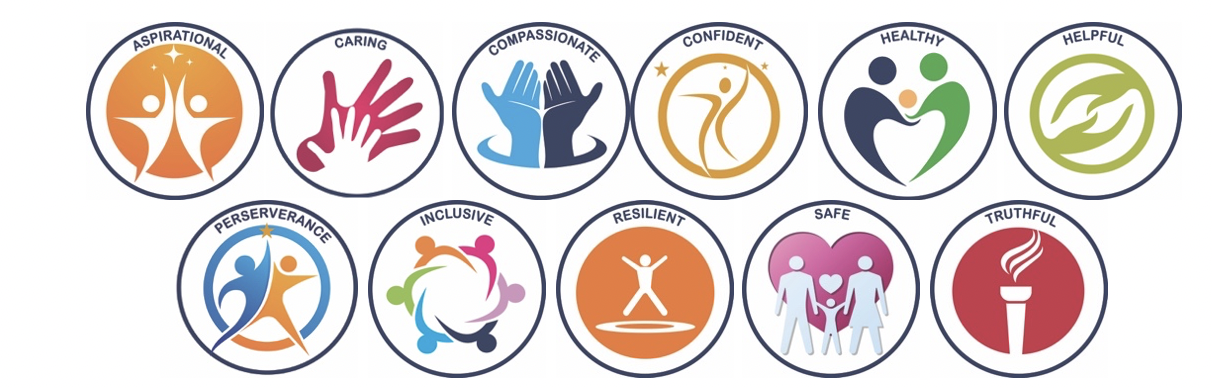 ASPIRATIONAL
CARING
COMPASSIONATE
CONFIDENT
HEALTHY
HELPFUL
PERSERVERANCE
INCLUSIVE
RESILIENT
SAFE
TRUTHFUL